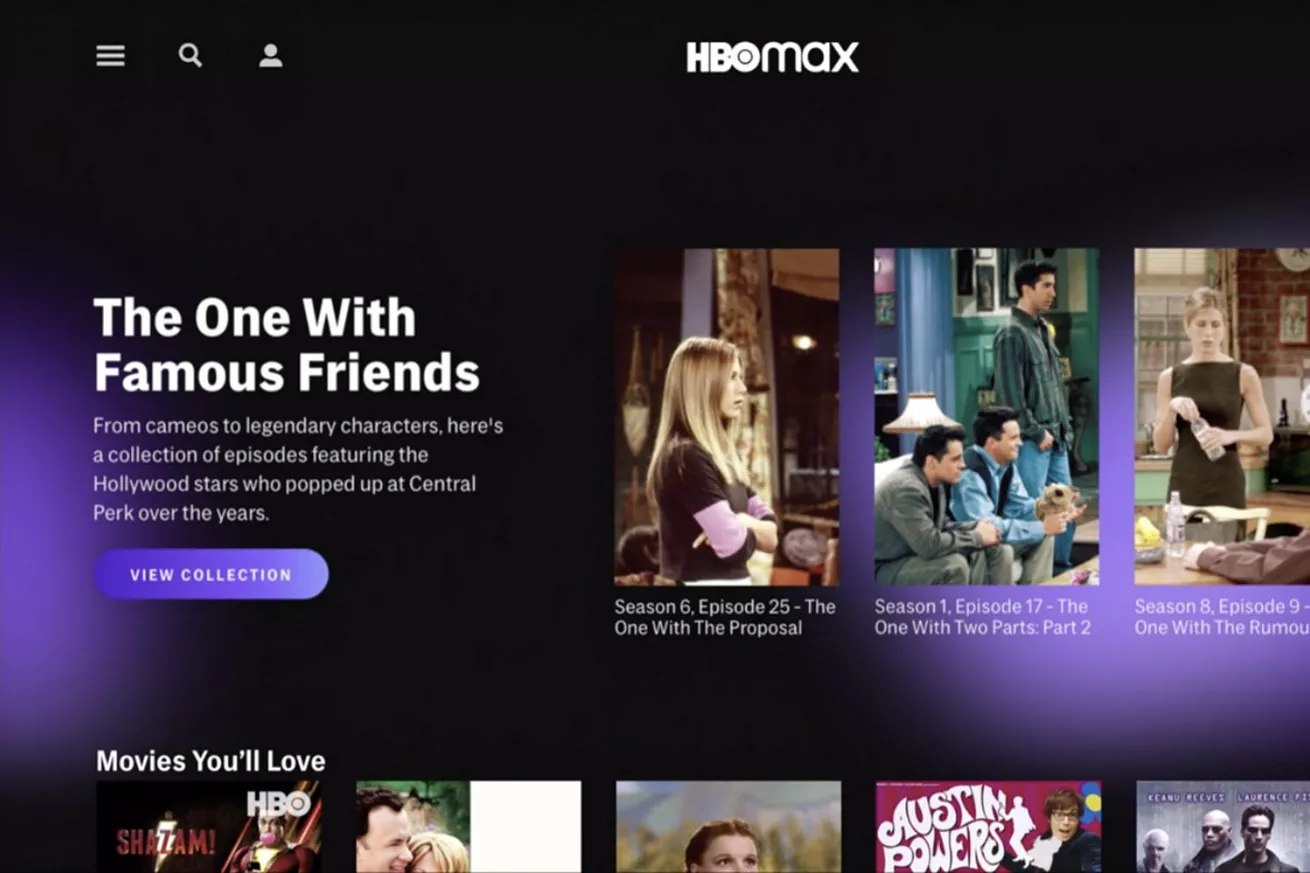 HBOMAX
The One With
Famous Friends
From cameos to legendary characters, here's
a collection of episodes featuring the
Hollywood stars who popped up at Central
Perk over the years.
VIEW COLLECTION
Season 6, Episode 25 - The
One With The Proposal
Season 1, Episode 17 - The
One With Two Parts: Part 2
Season 8, Episode 9 -
One With The Rumou
Movies You'll Love
HBO
SHAZAM!
AUSTIN
POWERS
KEANU REEVES LAURENCE FI